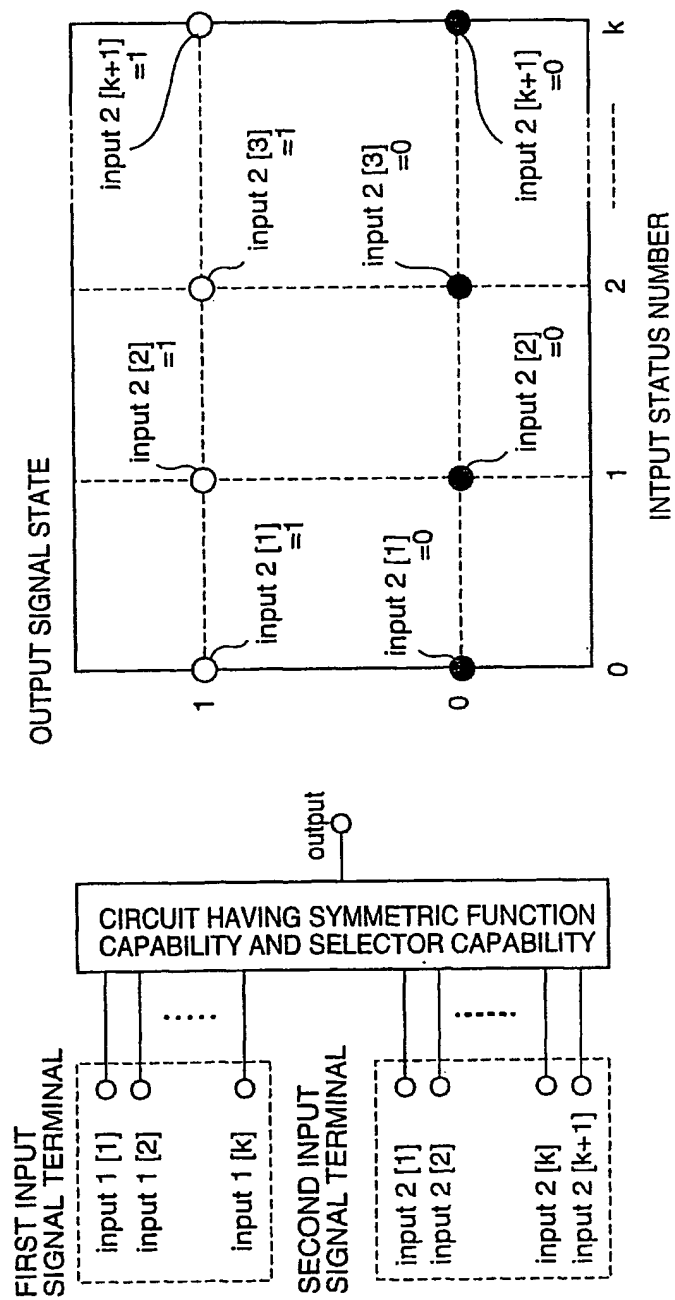 FIRST INPUT
SIGNAL TERMINAL
input 1 [1]
input 1 [2]
.....
input 1 [k]
SECOND INPUT
SIGNAL TERMINAL
input 2 [1]
input 2 [2]
input 2 [k]
input 2 [k+1]
CIRCUIT HAVING SYMMETRIC FUNCTION
CAPABILITY AND SELECTOR CAPABILITY
output
OUTPUT SIGNAL STATE
1
0
input 2 [1]
=1
input 2 [2]
=1
input 2 [3]
=1
input 2 [k+1]
=1
input 2 [1]
=0
input 2 [2]
=0
input 2 [3]
=0
input 2 [k+1]
=0
0
1
2
k
INTPUT STATUS NUMBER